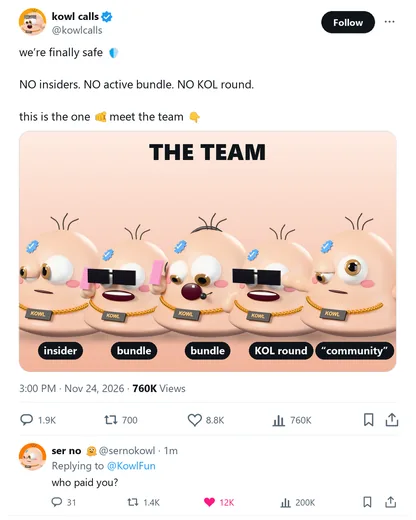 kowl calls
@kowlcalls
Follow
we're finally safe
NO insiders. NO active bundle. NO KOL round.
this is the one 👊 meet the team 👇
THE TEAM
KOWL
KOWL
KOWL
KOWL
KOWL
insider
bundle
bundle
KOL round
"community"
3:00 PM · Nov 24, 2026 · 760K Views
1.9K
700
8.8K
760K
ser no 🤗 @sernokowl · 1m
Replying to @KowlFun
who paid you?
31
1.4K
12K
200K